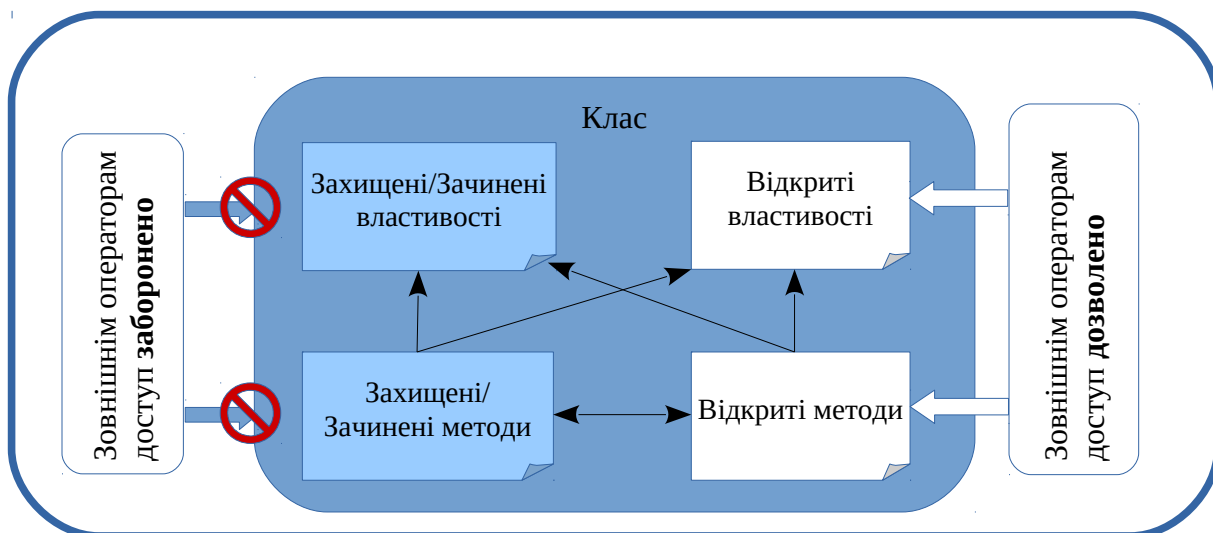 Клас
Зовнішнім операторам
доступ заборонено
Захищені/Зачинені
властивості
Відкриті
властивості
Захищені/
Зачинені методи
Відкриті методи
Зовнішнім операторам
доступ дозволено